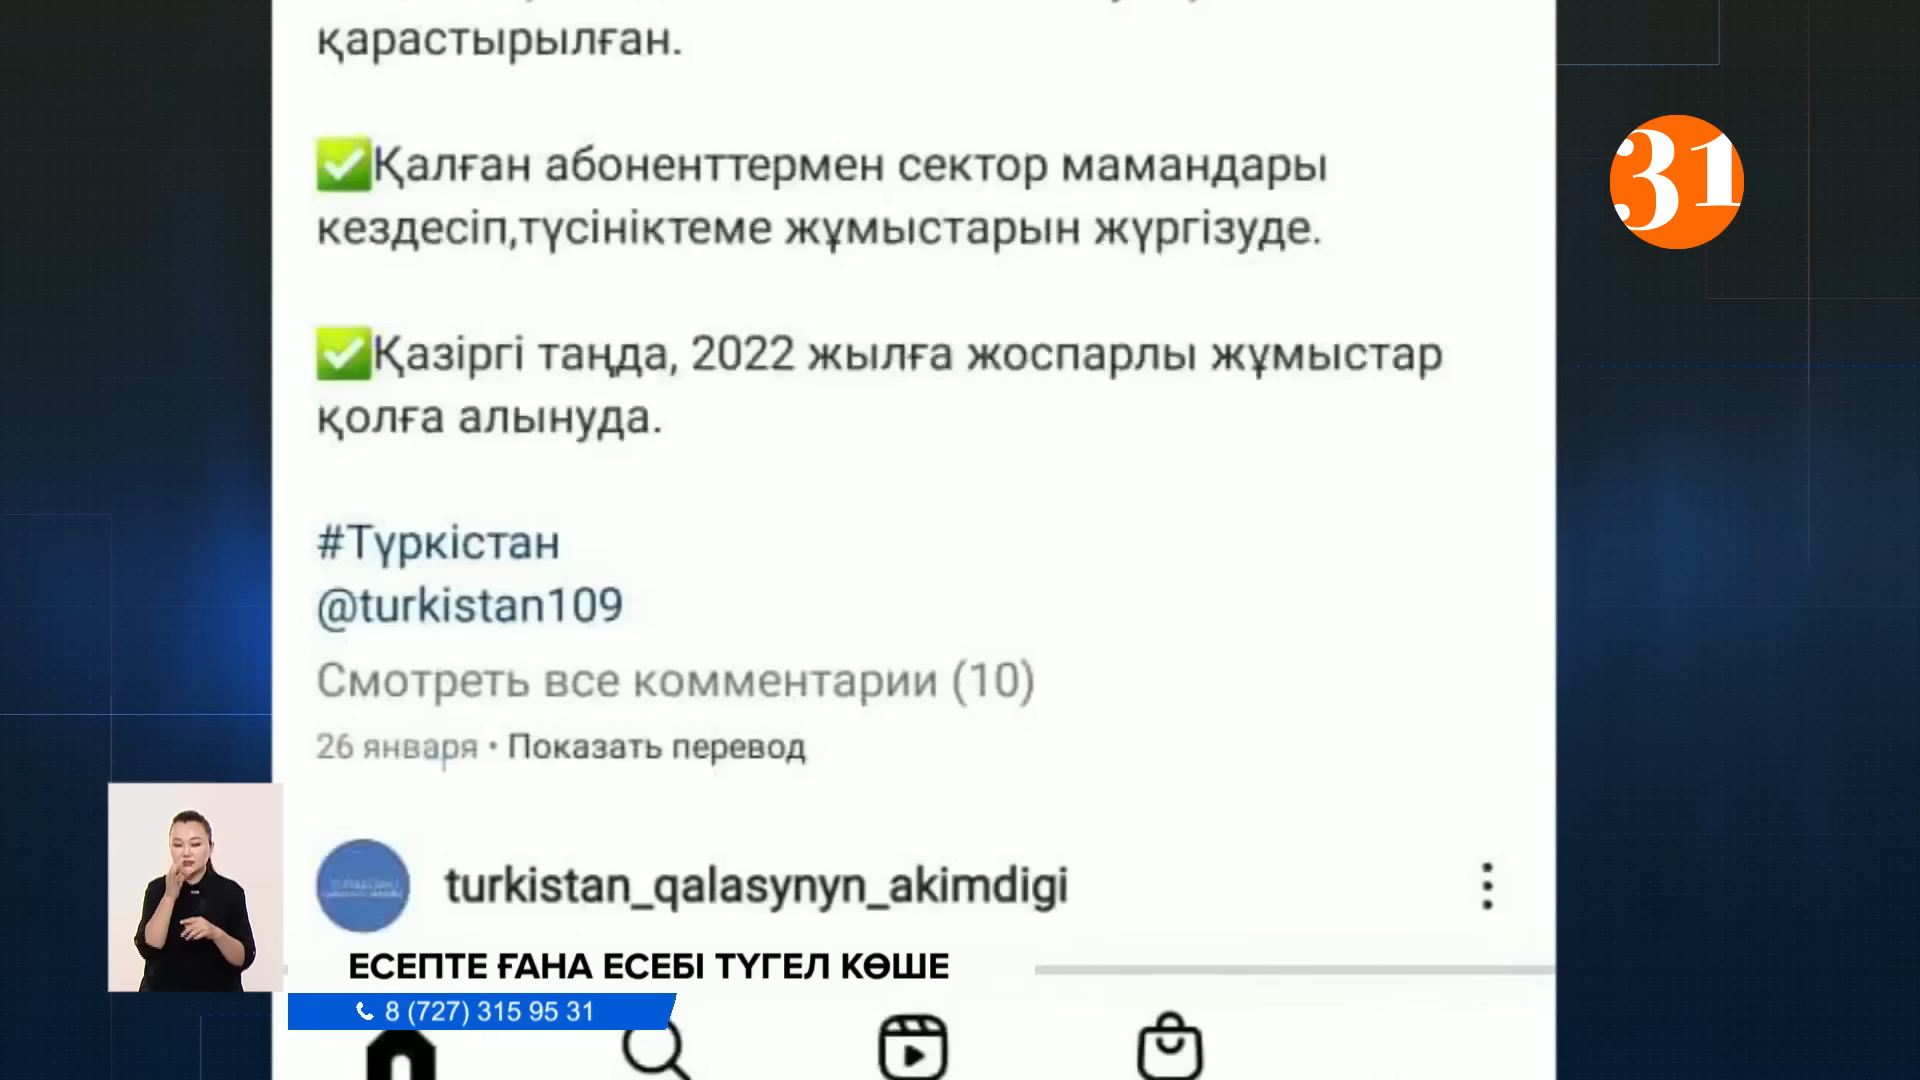 қарастырылған.
✅Қалған абоненттермен сектор мамандары
кездесіп,түсініктеме жұмыстарын жүргізуде.
✅Қазіргі таңда, 2022 жылға жоспарлы жұмыстар
қолға алынуда.
#Түркістан
@turkistan109
Смотреть все комментарии (10)
26 января • Показать перевод
turkistan_qalasynyn_akimdigi
ЕСЕПТЕ ҒАНА ЕСЕБІ ТҮГЕЛ КӨШЕ
8 (727) 315 95 31
31